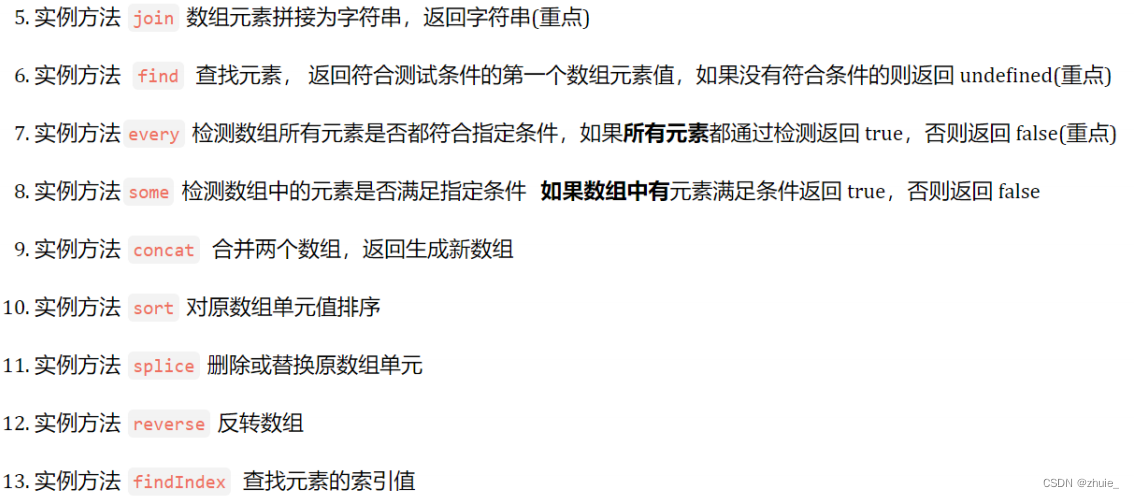 5. 实例方法 join 数组元素拼接为字符串，返回字符串(重点)
6. 实例方法 find 查找元素， 返回符合测试条件的第一个数组元素值，如果没有符合条件的则返回 undefined(重点)
7. 实例方法 every 检测数组所有元素是否都符合指定条件，如果所有元素都通过检测返回 true，否则返回 false(重点)
8. 实例方法 some 检测数组中的元素是否满足指定条件 如果数组中有元素满足条件返回 true，否则返回 false
9. 实例方法 concat 合并两个数组，返回生成新数组
10. 实例方法 sort 对原数组单元值排序
11. 实例方法 splice 删除或替换原数组单元
12. 实例方法 reverse 反转数组
13. 实例方法 findIndex 查找元素的索引值
CSDN @zhuie_